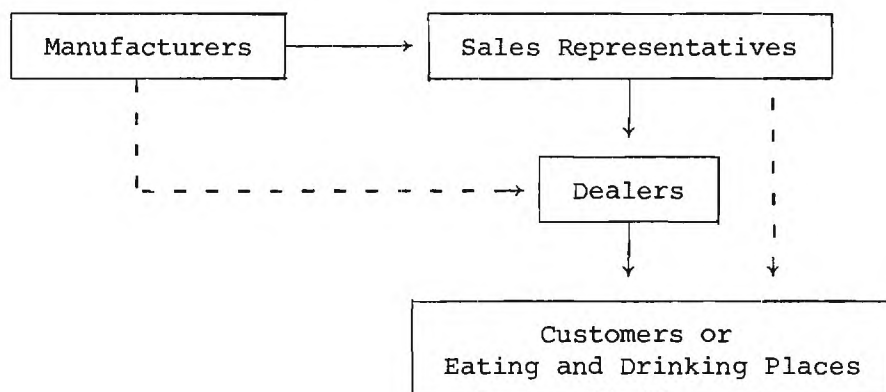 Manufacturers
Sales Representatives
Dealers
Customers or
Eating and Drinking Places